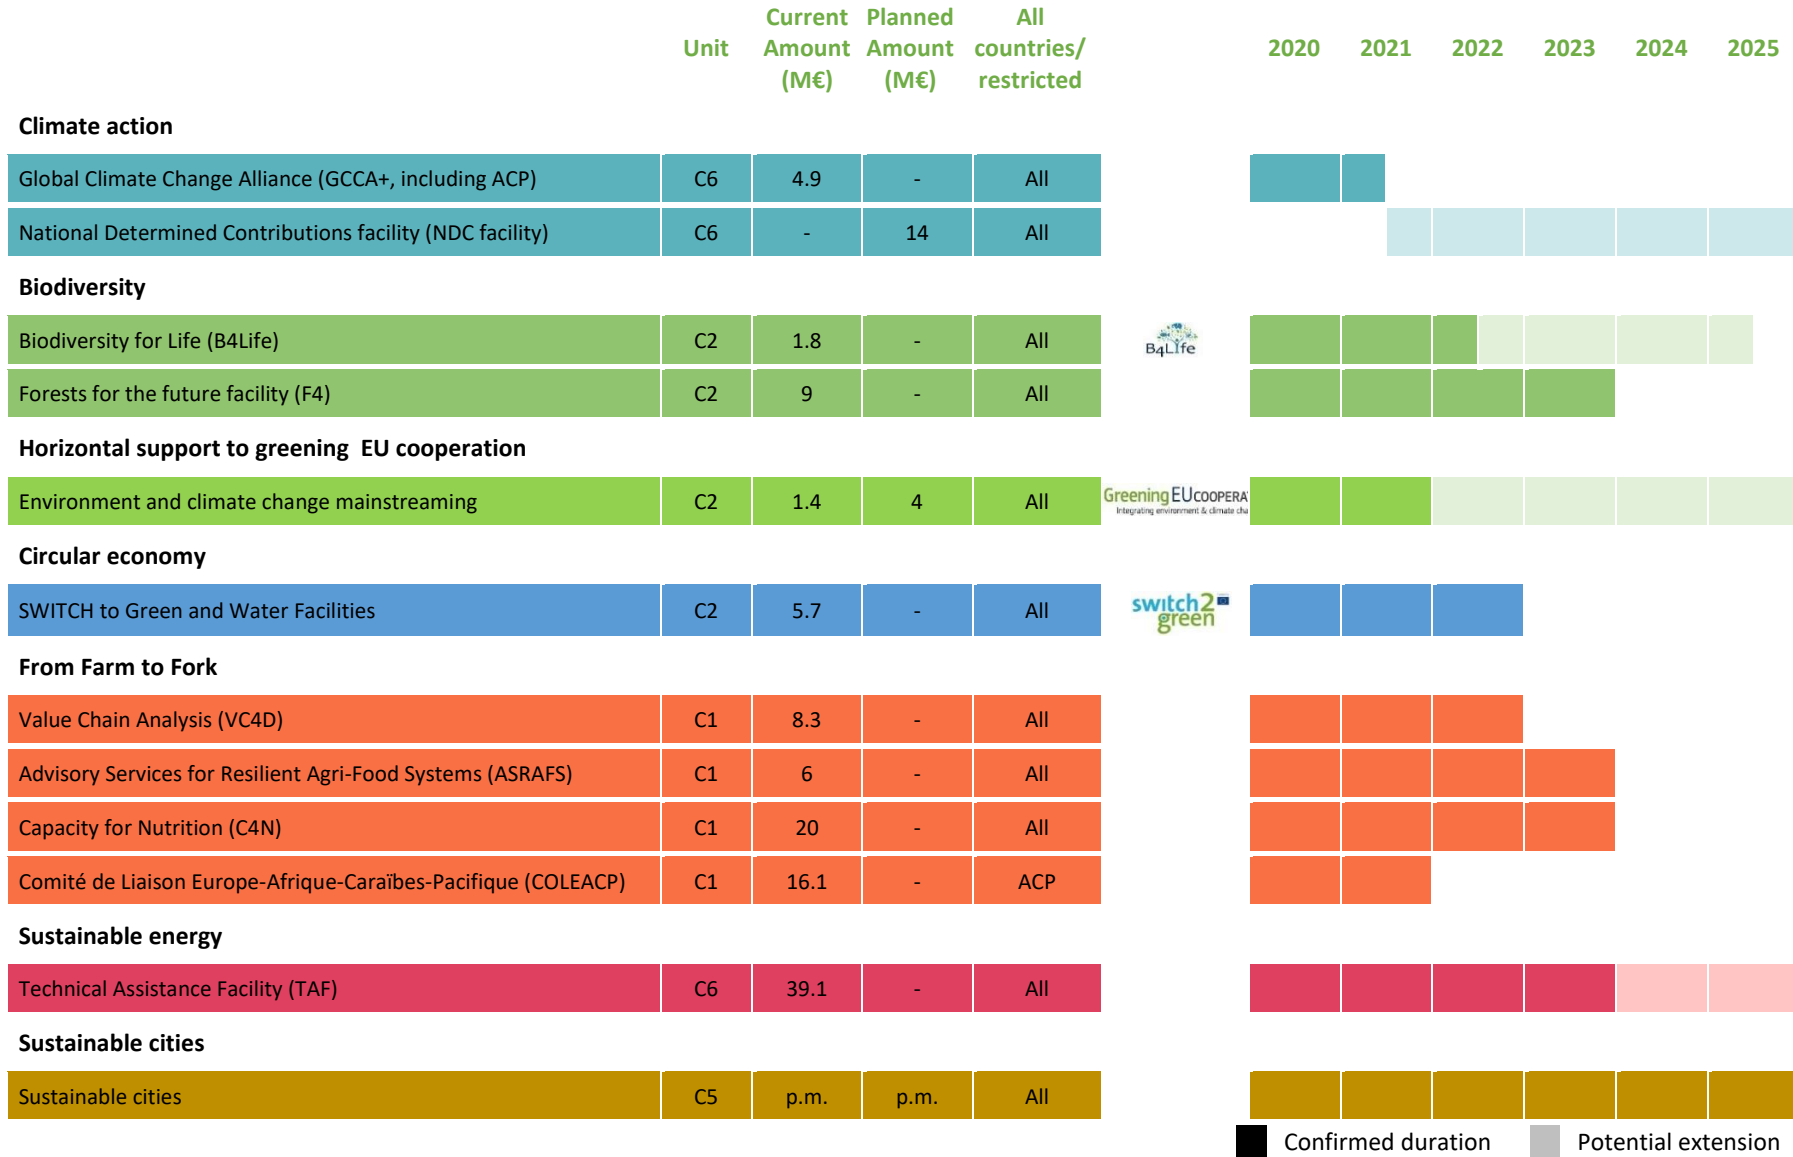 Unit Current Amount (M€) Planned Amount (M€) All countries/ restricted 2020 2021 2022 2023 2024 2025
Climate action
Global Climate Change Alliance (GCCA+, including ACP) C6 4.9 - All
National Determined Contributions facility (NDC facility) C6 - 14 All
Biodiversity
Biodiversity for Life (B4Life) C2 1.8 - All B4Life
Forests for the future facility (F4) C2 9 - All
Horizontal support to greening EU cooperation
Environment and climate change mainstreaming C2 1.4 4 All Greening EU COOPERA
Integrating environment & climate cha
Circular economy
SWITCH to Green and Water Facilities C2 5.7 - All switch2
green
From Farm to Fork
Value Chain Analysis (VC4D) C1 8.3 - All
Advisory Services for Resilient Agri-Food Systems (ASRAFS) C1 6 - All
Capacity for Nutrition (C4N) C1 20 - All
Comité de Liaison Europe-Afrique-Caraïbes-Pacifique (COLEACP) C1 16.1 - ACP
Sustainable energy
Technical Assistance Facility (TAF) C6 39.1 - All
Sustainable cities
Sustainable cities C5 p.m. p.m. All
Confirmed duration Potential extension